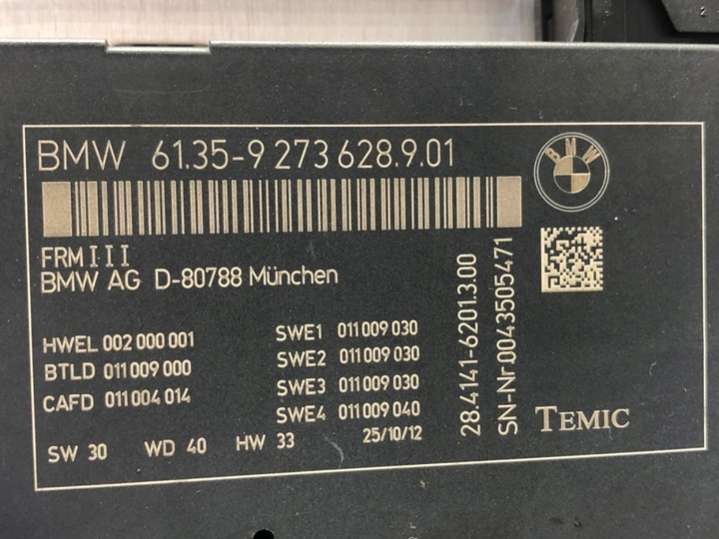 BMW 61.35-9 273 628.9.01
BMW
FRM III
BMW AG D-80788 München
HWEL 002 000 001
BTLD 011 009 000
CAFD 011 004 014
SWE1 011 009 030
SWE2 011 009 030
SWE3 011 009 030
SWE4 011 009 040
SW 30 WD 40 HW 33 25/10/12
28.4141-6201.3.00
SN-Nr.0043505471
TEMIC